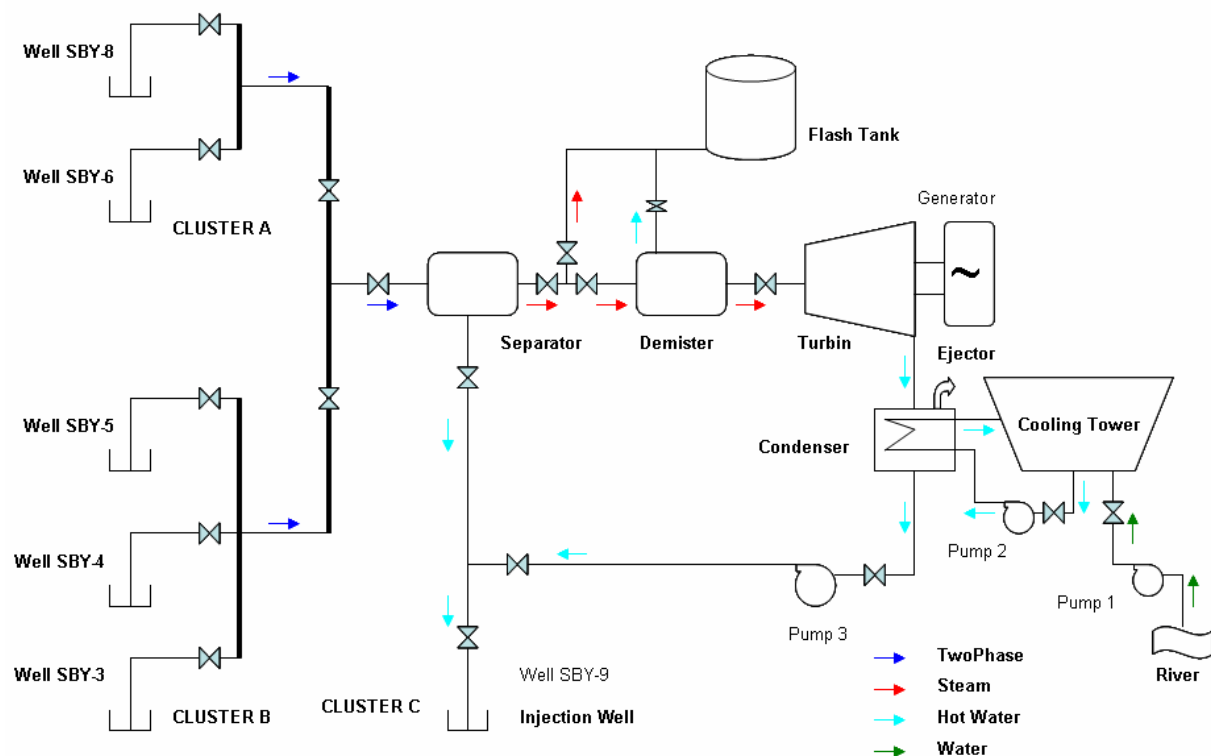 Well SBY-8
Well SBY-6
CLUSTER A
Flash Tank
Generator
~
Separator
Demister
Turbin
Ejector
Well SBY-5
Condenser
Cooling Tower
Well SBY-4
Pump 2
Pump 1
Pump 3
Well SBY-3
CLUSTER B
CLUSTER C
Well SBY-9
Injection Well
River
TwoPhase
Steam
Hot Water
Water